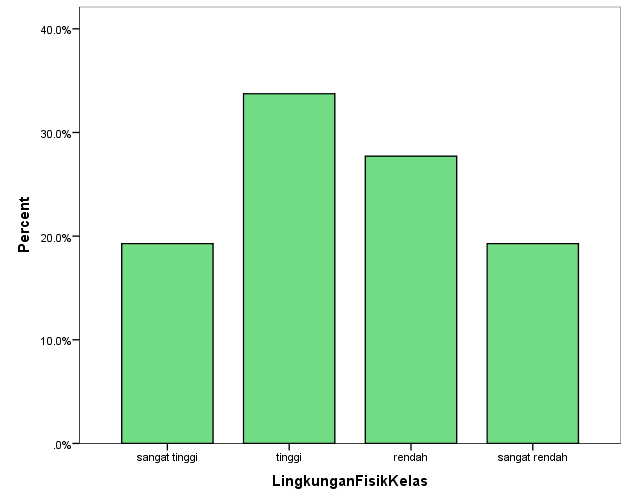 40.0%
30.0%
20.0%
10.0%
.0%
Percent
sangat tinggi
tinggi
rendah
sangat rendah
LingkunganFisikKelas